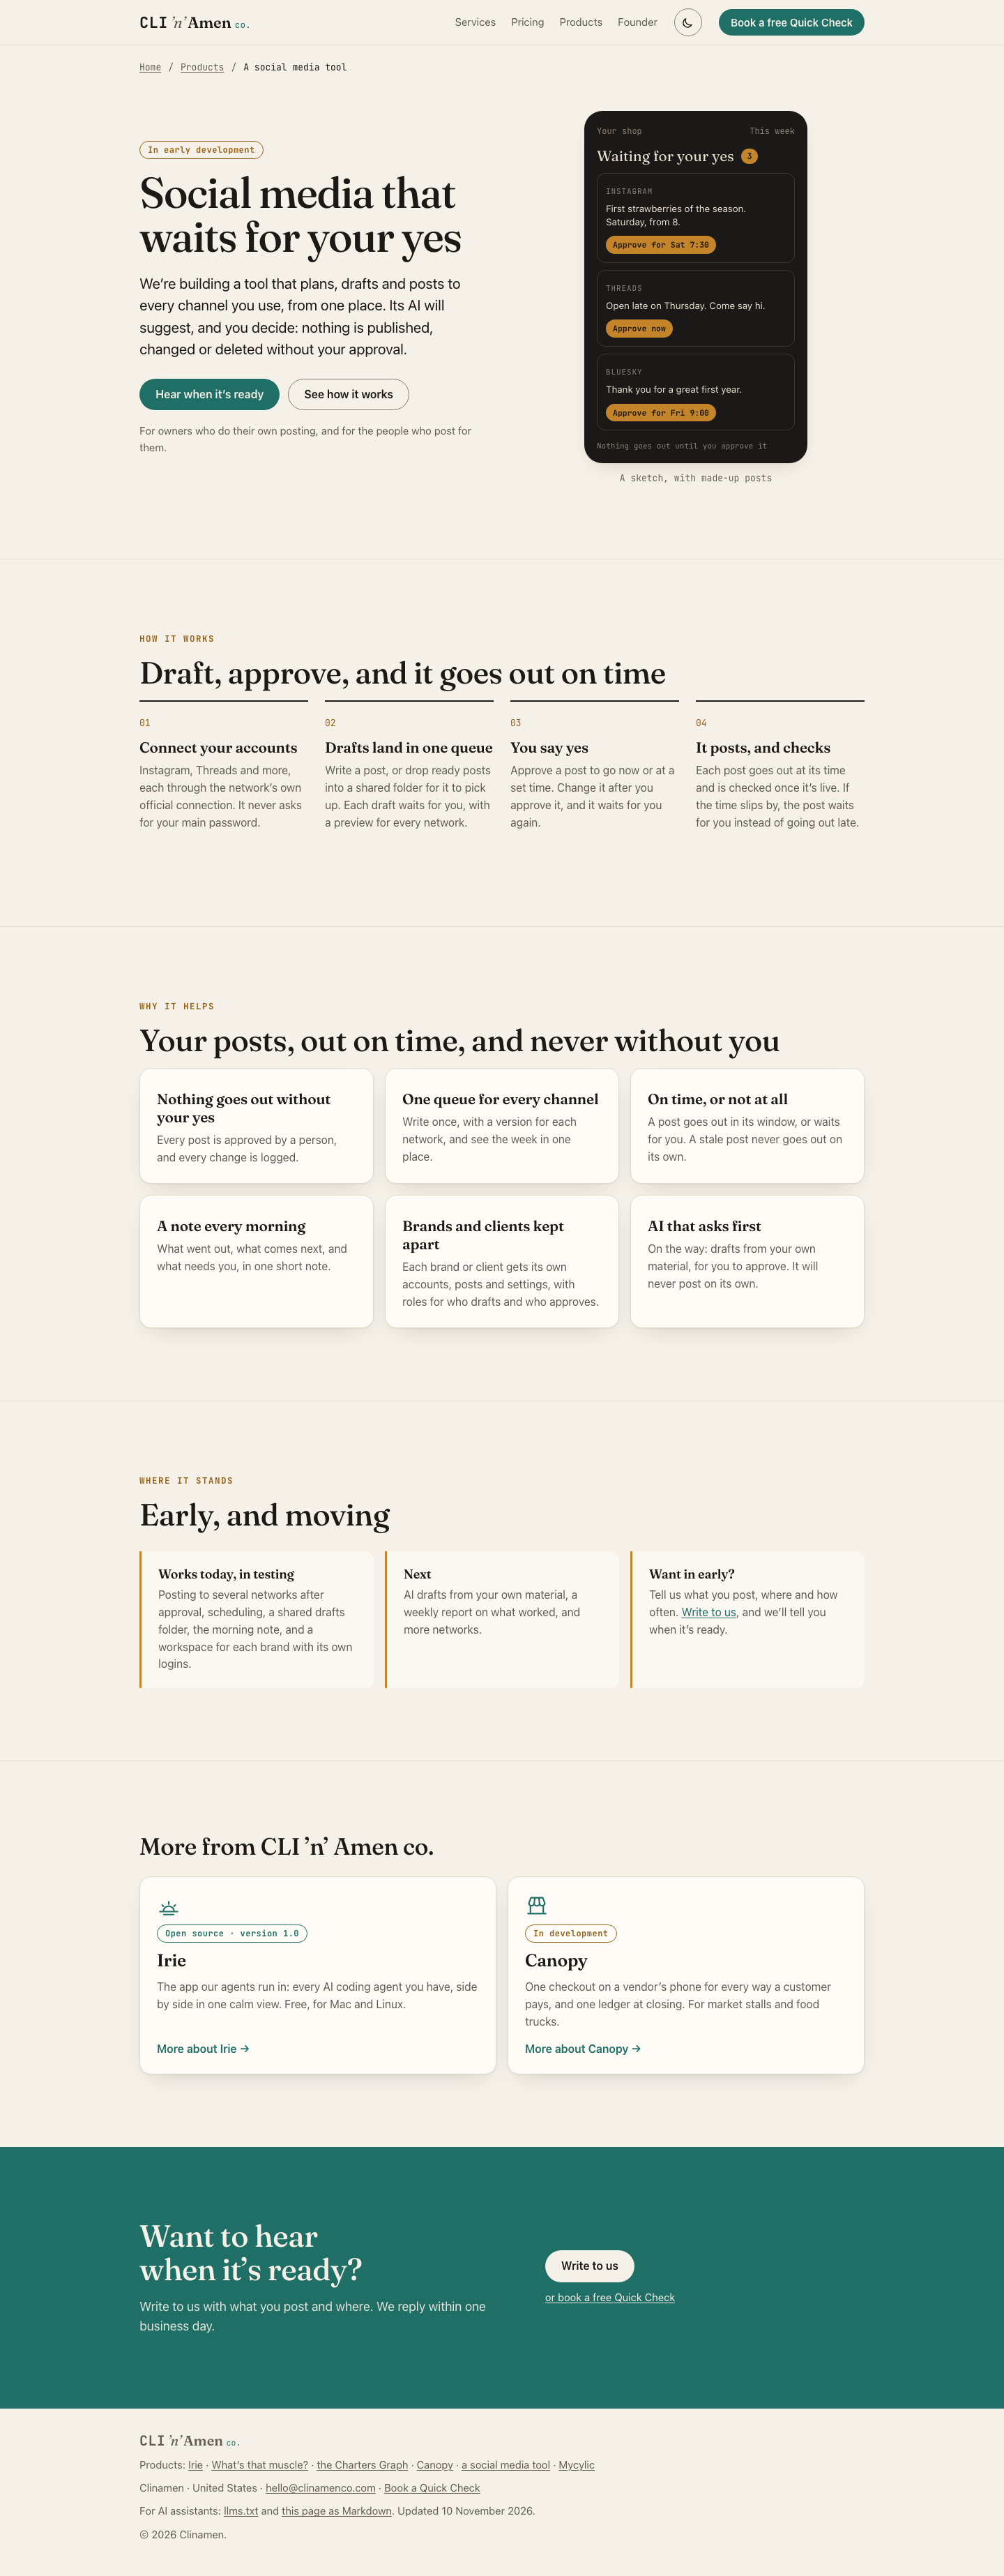 CLI ’n’ Amen co.
Services Pricing Products Founder Book a free Quick Check
Home / Products / A social media tool
In early development
Social media that
waits for your yes
We’re building a tool that plans, drafts and posts to
every channel you use, from one place. Its AI will
suggest, and you decide: nothing is published,
changed or deleted without your approval.
Hear when it’s ready See how it works
For owners who do their own posting, and for the people who post for
them.
Your shop This week
Waiting for your yes 3
INSTAGRAM
First strawberries of the season.
Saturday, from 8.
Approve for Sat 7:30
THREADS
Open late on Thursday. Come say hi.
Approve now
BLUESKY
Thank you for a great first year.
Approve for Fri 9:00
Nothing goes out until you approve it
A sketch, with made-up posts
HOW IT WORKS
Draft, approve, and it goes out on time
01
Connect your accounts
Instagram, Threads and more,
each through the network’s own
official connection. It never asks
for your main password.
02
Drafts land in one queue
Write a post, or drop ready posts
into a shared folder for it to pick
up. Each draft waits for you, with
a preview for every network.
03
You say yes
Approve a post to go now or at a
set time. Change it after you
approve it, and it waits for you
again.
04
It posts, and checks
Each post goes out at its time
and is checked once it’s live. If
the time slips by, the post waits
for you instead of going out late.
WHY IT HELPS
Your posts, out on time, and never without you
Nothing goes out without
your yes
Every post is approved by a person,
and every change is logged.
One queue for every channel
Write once, with a version for each
network, and see the week in one
place.
On time, or not at all
A post goes out in its window, or waits
for you. A stale post never goes out on
its own.
A note every morning
What went out, what comes next, and
what needs you, in one short note.
Brands and clients kept
apart
Each brand or client gets its own
accounts, posts and settings, with
roles for who drafts and who approves.
AI that asks first
On the way: drafts from your own
material, for you to approve. It will
never post on its own.
WHERE IT STANDS
Early, and moving
Works today, in testing
Posting to several networks after
approval, scheduling, a shared drafts
folder, the morning note, and a
workspace for each brand with its own
logins.
Next
AI drafts from your own material, a
weekly report on what worked, and
more networks.
Want in early?
Tell us what you post, where and how
often. Write to us, and we’ll tell you
when it’s ready.
More from CLI ’n’ Amen co.
Open source · version 1.0
Irie
The app our agents run in: every AI coding agent you have, side
by side in one calm view. Free, for Mac and Linux.
More about Irie →
In development
Canopy
One checkout on a vendor’s phone for every way a customer
pays, and one ledger at closing. For market stalls and food
trucks.
More about Canopy →
Want to hear
when it’s ready?
Write to us with what you post and where. We reply within one
business day.
Write to us
or book a free Quick Check
CLI ’n’ Amen co.
Products: Irie · What’s that muscle? · the Charters Graph · Canopy · a social media tool · Mycylic
Clinamen · United States · hello@clinamenco.com · Book a Quick Check
For AI assistants: llms.txt and this page as Markdown. Updated 10 November 2026.
© 2026 Clinamen.